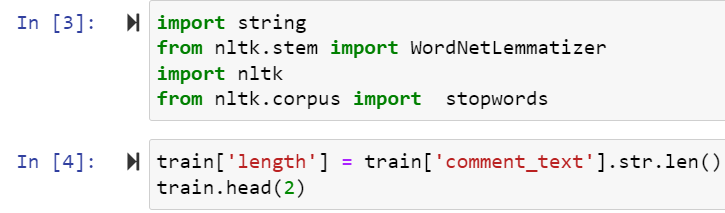 In [3]: import string
from nltk.stem import WordNetLemmatizer
import nltk
from nltk.corpus import  stopwords
In [4]: train['length'] = train['comment_text'].str.len()
train.head(2)